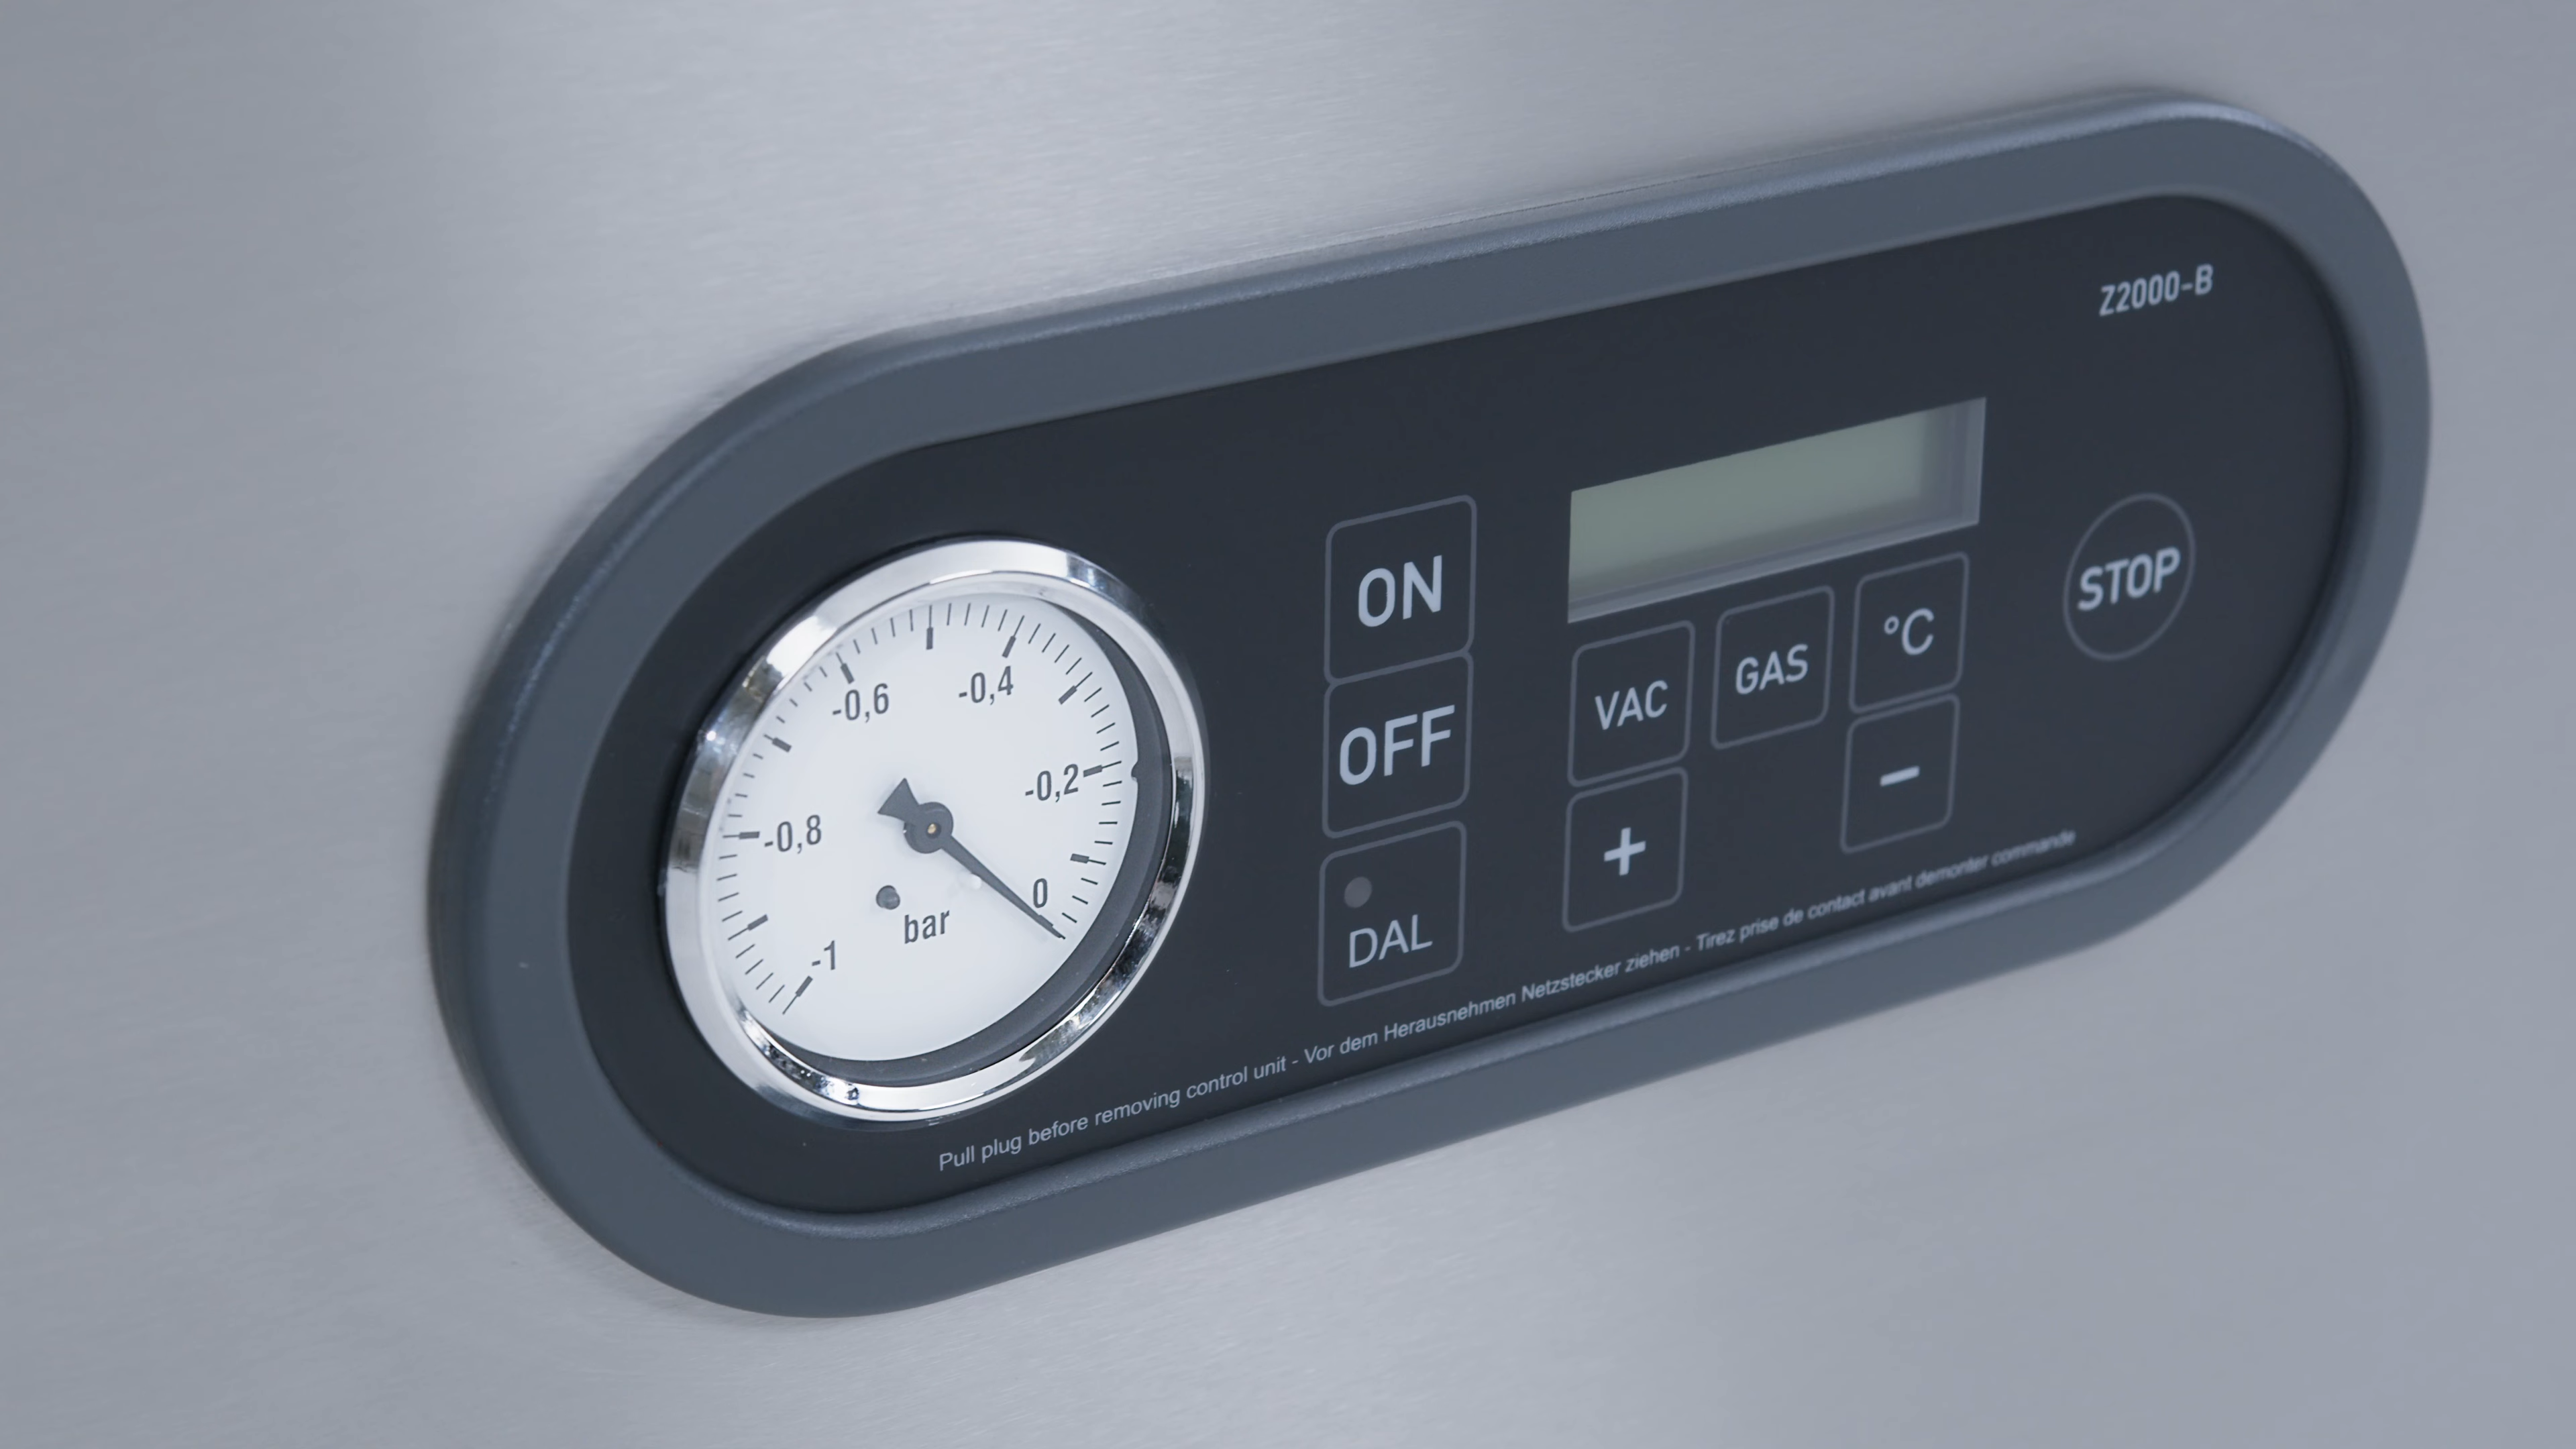 Z2000-B
-0,6
-0,4
-0,8
-0,2
-1
0
bar
ON
OFF
DAL
VAC
GAS
°C
+
−
STOP
Pull plug before removing control unit - Vor dem Herausnehmen Netzstecker ziehen - Tirez prise de contact avant demonter commande